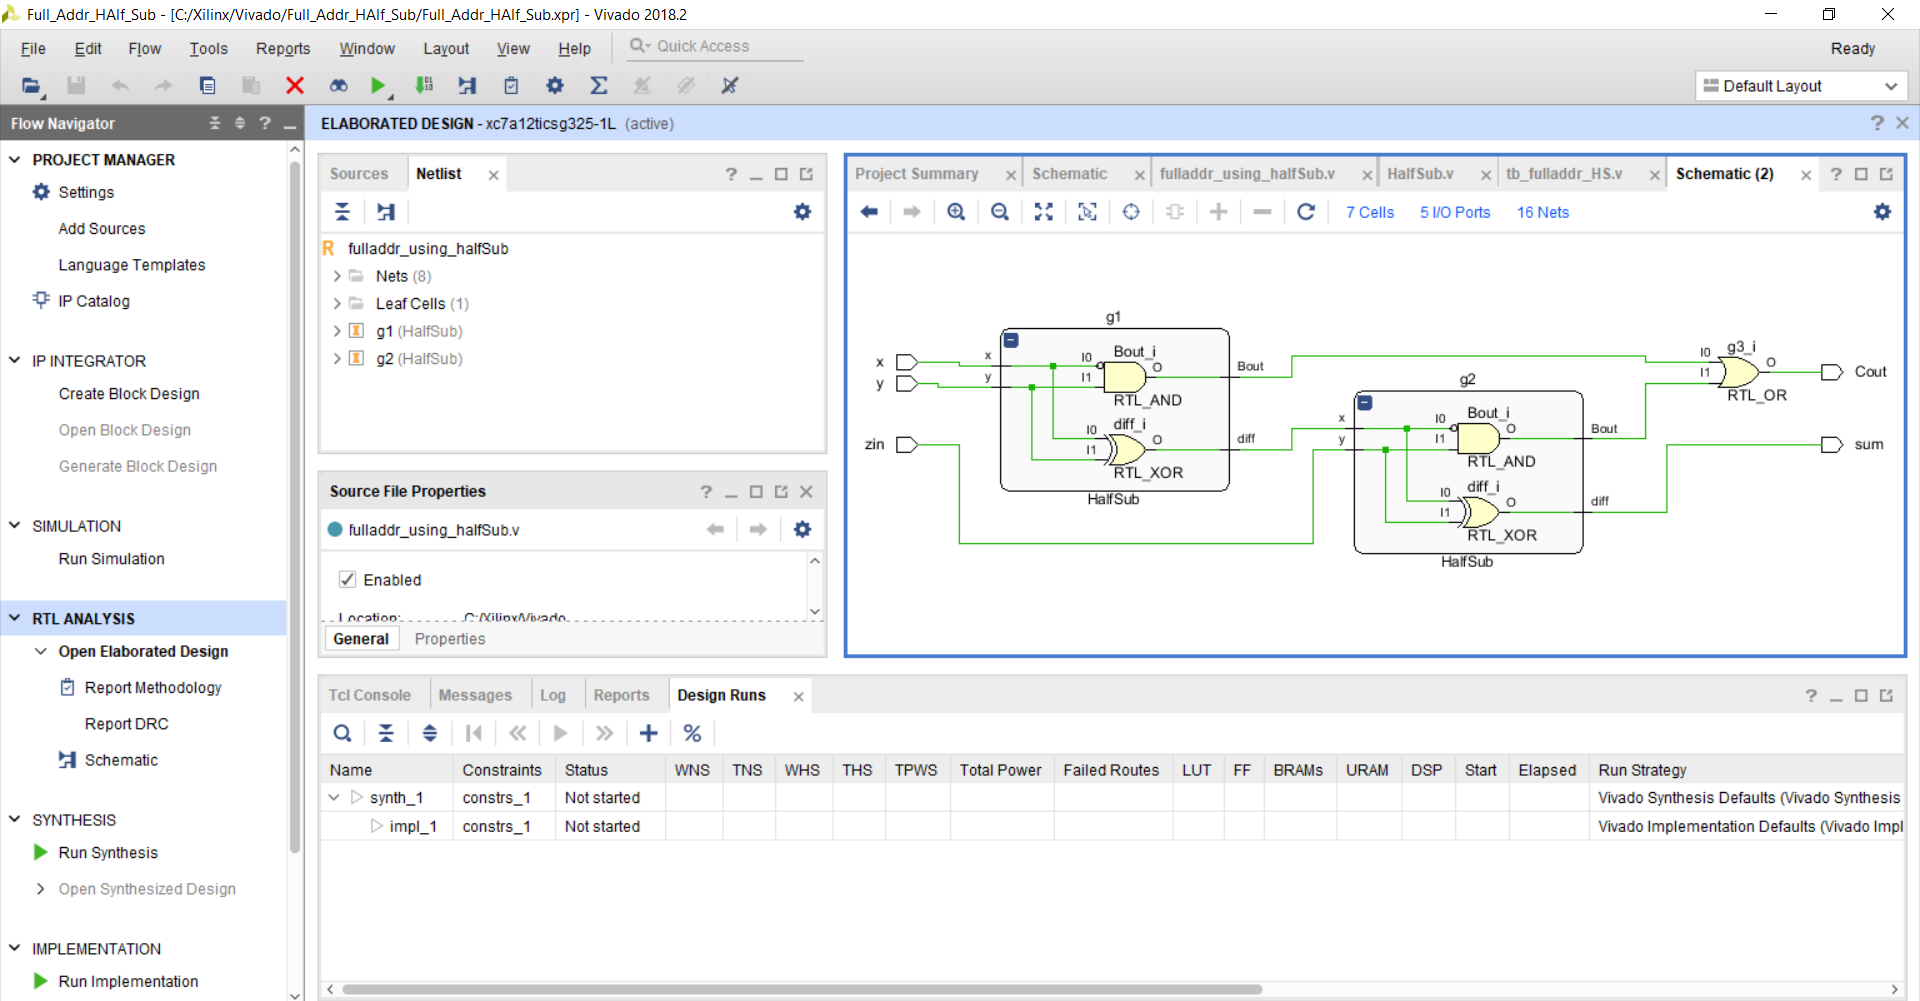 Full_Addr_HAlf_Sub - [C:/Xilinx/Vivado/Full_Addr_HAlf_Sub/Full_Addr_HAlf_Sub.xpr] - Vivado 2018.2
File Edit Flow Tools Reports Window Layout View Help Quick Access Ready
Default Layout
Flow Navigator
PROJECT MANAGER
Settings
Add Sources
Language Templates
IP Catalog
IP INTEGRATOR
Create Block Design
Open Block Design
Generate Block Design
SIMULATION
Run Simulation
RTL ANALYSIS
Open Elaborated Design
Report Methodology
Report DRC
Schematic
SYNTHESIS
Run Synthesis
Open Synthesized Design
IMPLEMENTATION
Run Implementation
ELABORATED DESIGN - xc7a12ticsg325-1L (active)
Sources Netlist
fulladdr_using_halfSub
Nets (8)
Leaf Cells (1)
g1 (HalfSub)
g2 (HalfSub)
Source File Properties
fulladdr_using_halfSub.v
Enabled
Location: C:/Xilinx/Vivado
General Properties
Project Summary Schematic fulladdr_using_halfSub.v HalfSub.v tb_fulladdr_HS.v Schematic (2)
7 Cells 5 I/O Ports 16 Nets
g1
x
y
zin
x
y
I0
I1
Bout_i
O
RTL_AND
diff_i
I0
I1
O
RTL_XOR
Bout
diff
HalfSub
g2
x
y
I0
I1
Bout_i
O
RTL_AND
diff_i
I0
I1
O
RTL_XOR
Bout
diff
HalfSub
g3_i
I0
I1
O
RTL_OR
Cout
sum
Tcl Console Messages Log Reports Design Runs
Name Constraints Status WNS TNS WHS THS TPWS Total Power Failed Routes LUT FF BRAMs URAM DSP Start Elapsed Run Strategy
synth_1 constrs_1 Not started Vivado Synthesis Defaults (Vivado Synthesis
impl_1 constrs_1 Not started Vivado Implementation Defaults (Vivado Impl